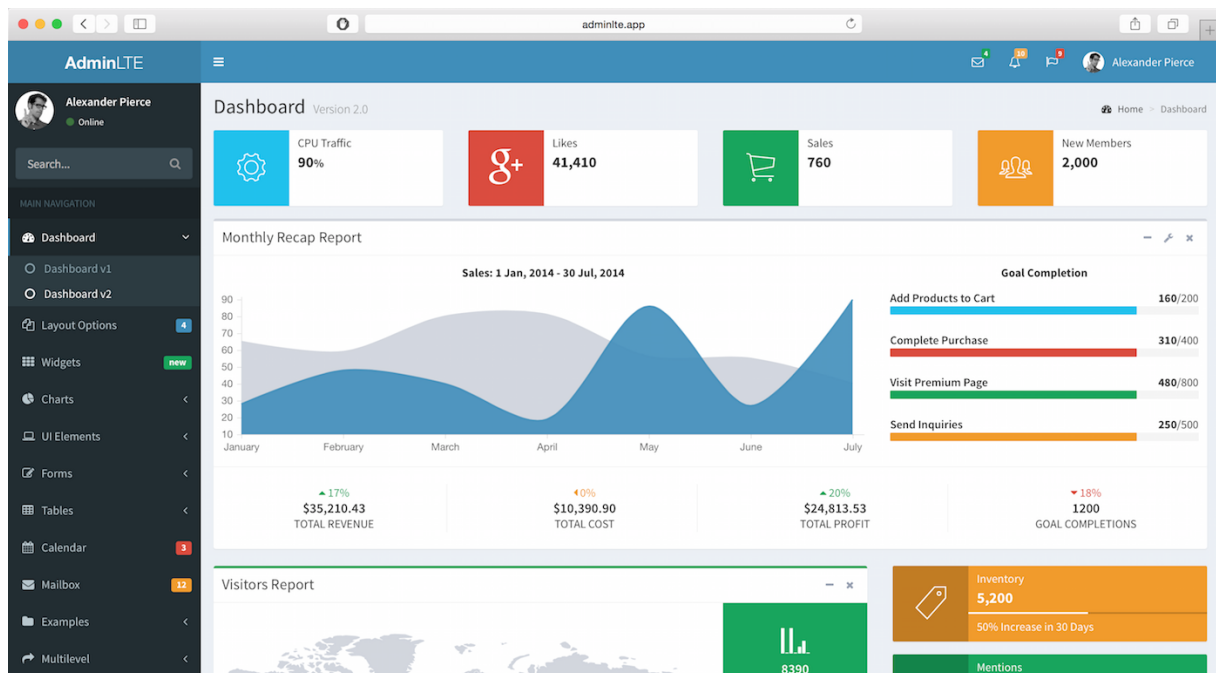 adminlte.app
AdminLTE
4
10
9
Alexander Pierce
Alexander Pierce
Online
Search...
MAIN NAVIGATION
Dashboard
Dashboard v1
Dashboard v2
Layout Options 4
Widgets new
Charts
UI Elements
Forms
Tables
Calendar 3
Mailbox 12
Examples
Multilevel
Dashboard Version 2.0
Home > Dashboard
CPU Traffic
90%
g+
Likes
41,410
Sales
760
New Members
2,000
Monthly Recap Report
Sales: 1 Jan, 2014 - 30 Jul, 2014
90
80
70
60
50
40
30
20
10
January February March April May June July
Goal Completion
Add Products to Cart 160/200
Complete Purchase 310/400
Visit Premium Page 480/800
Send Inquiries 250/500
17%
$35,210.43
TOTAL REVENUE
0%
$10,390.90
TOTAL COST
20%
$24,813.53
TOTAL PROFIT
18%
1200
GOAL COMPLETIONS
Visitors Report
8390
Inventory
5,200
50% Increase in 30 Days
Mentions